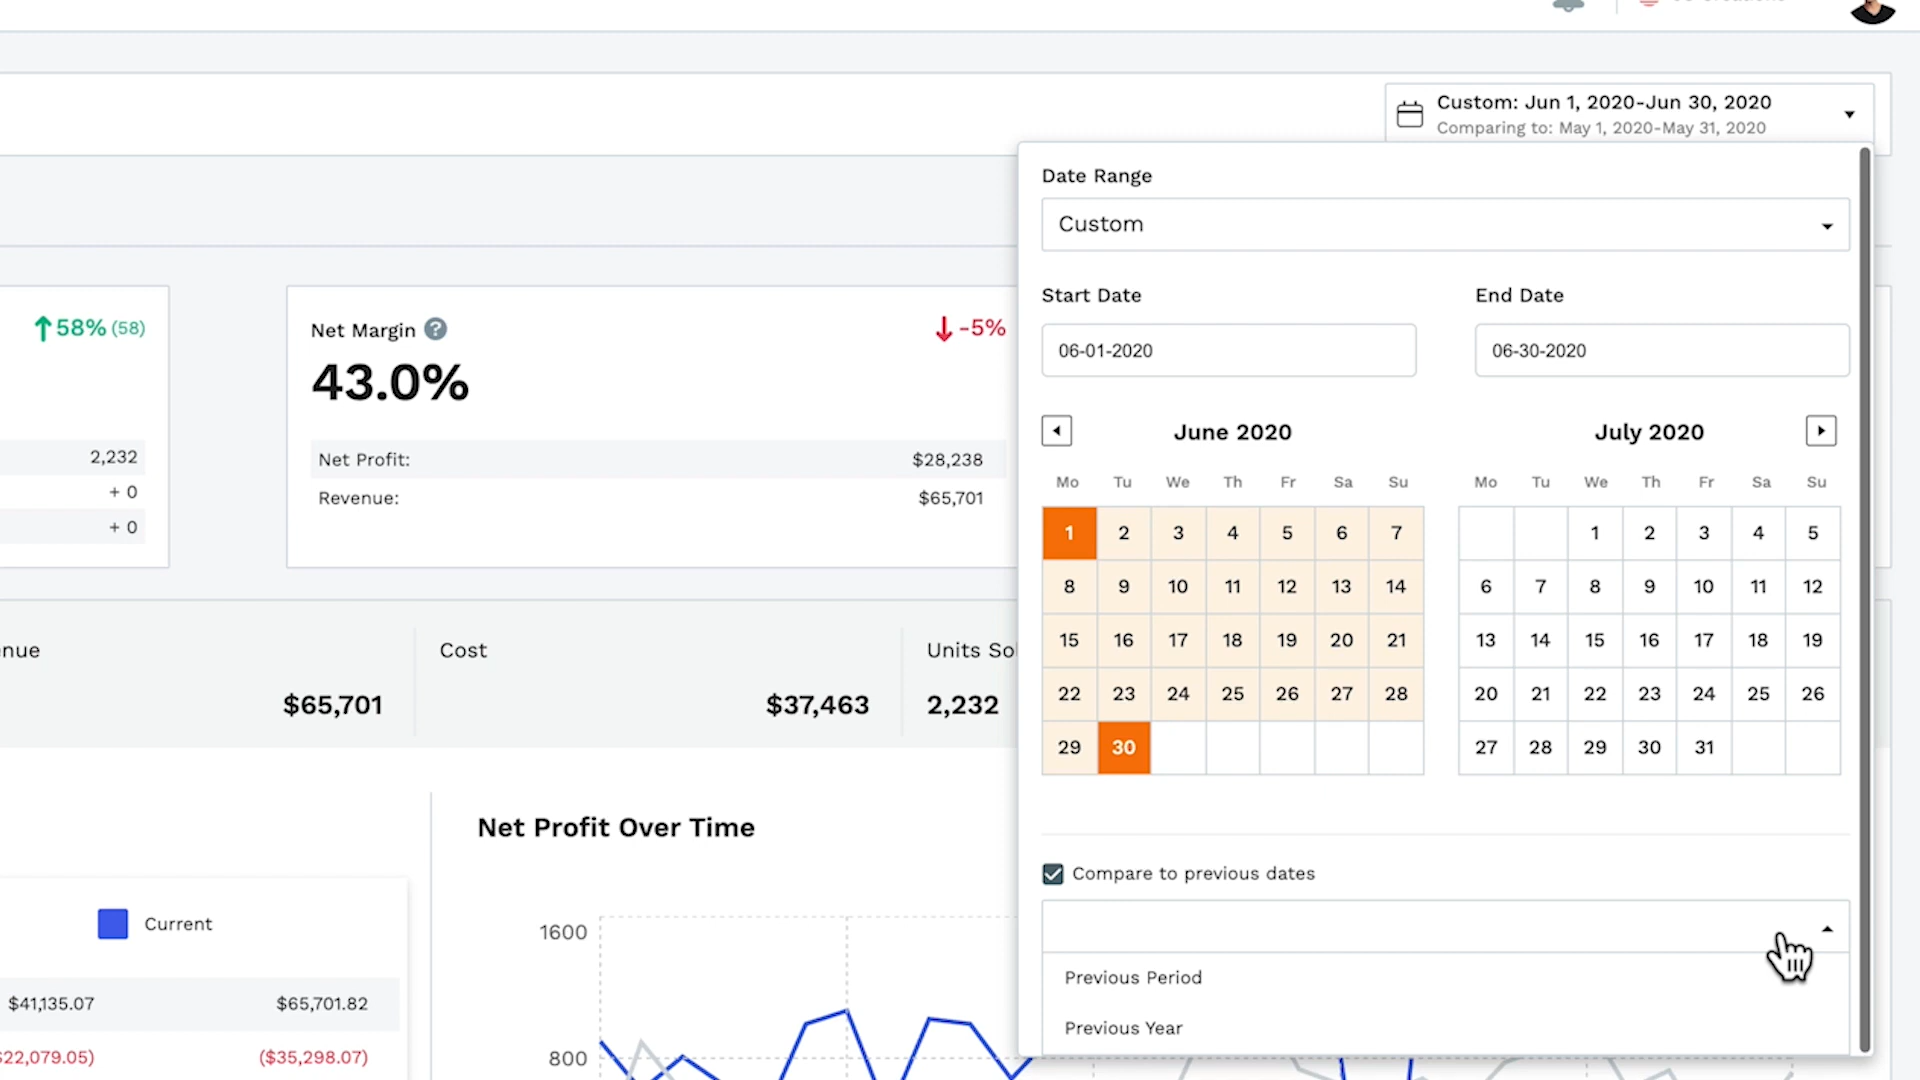 Custom: Jun 1, 2020-Jun 30, 2020
Comparing to: May 1, 2020-May 31, 2020
Date Range
Custom
Start Date
End Date
06-01-2020
06-30-2020
June 2020
July 2020
Mo Tu We Th Fr Sa Su
Mo Tu We Th Fr Sa Su
1 2 3 4 5 6 7
1 2 3 4 5
8 9 10 11 12 13 14
6 7 8 9 10 11 12
15 16 17 18 19 20 21
13 14 15 16 17 18 19
22 23 24 25 26 27 28
20 21 22 23 24 25 26
29 30
27 28 29 30 31
Compare to previous dates
Previous Period
Previous Year
58% (58)
2,232
+ 0
+ 0
Net Margin ?
-5%
43.0%
Net Profit: $28,238
Revenue: $65,701
nue
$65,701
Cost
$37,463
Units So
2,232
Current
$41,135.07 $65,701.82
$22,079.05) ($35,298.07)
Net Profit Over Time
1600
800